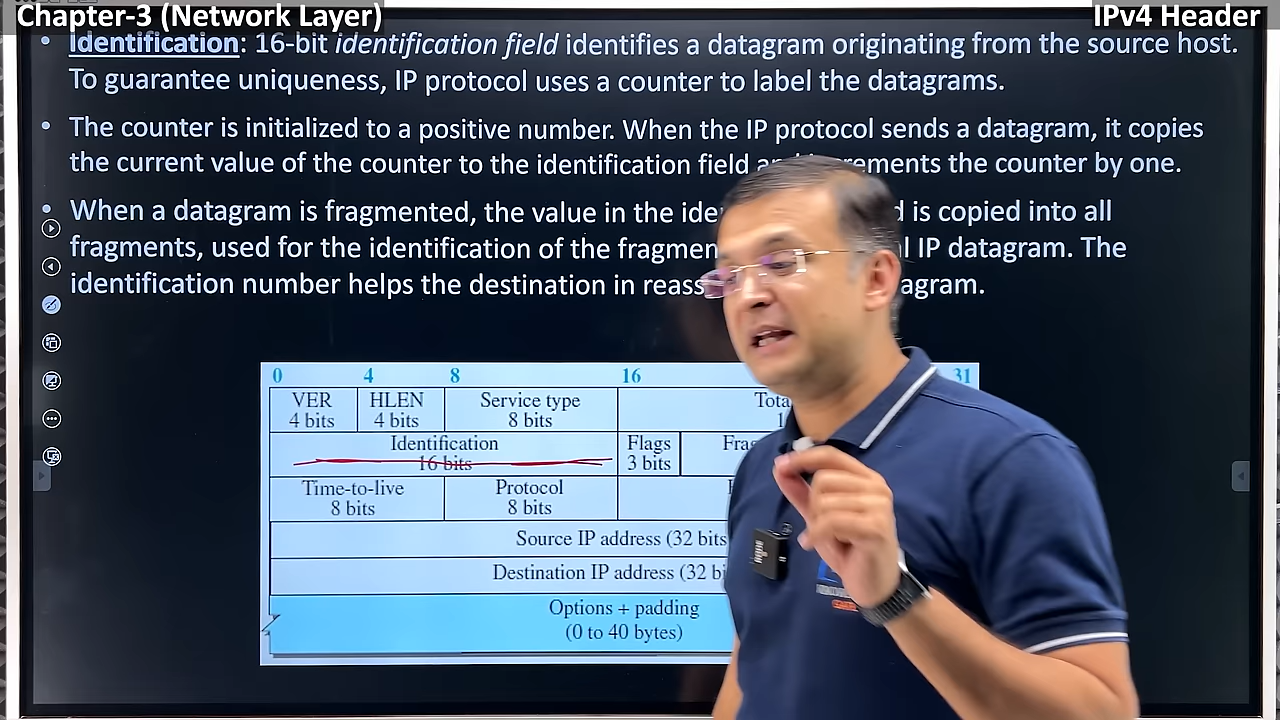 Chapter-3 (Network Layer)
IPv4 Header
• Identification: 16-bit identification field identifies a datagram originating from the source host.
To guarantee uniqueness, IP protocol uses a counter to label the datagrams.
• The counter is initialized to a positive number. When the IP protocol sends a datagram, it copies
the current value of the counter to the identification field and increments the counter by one.
• When a datagram is fragmented, the value in the is copied into all
fragments, used for the identification of the IP datagram. The
identification number helps the destination in
0 4 8 16 31
VER HLEN Service type
4 bits 4 bits 8 bits
Identification Flags
16 bits 3 bits
Time-to-live Protocol
8 bits 8 bits
Source IP address (32 bits
Destination IP address (32
Options + padding
(0 to 40 bytes)